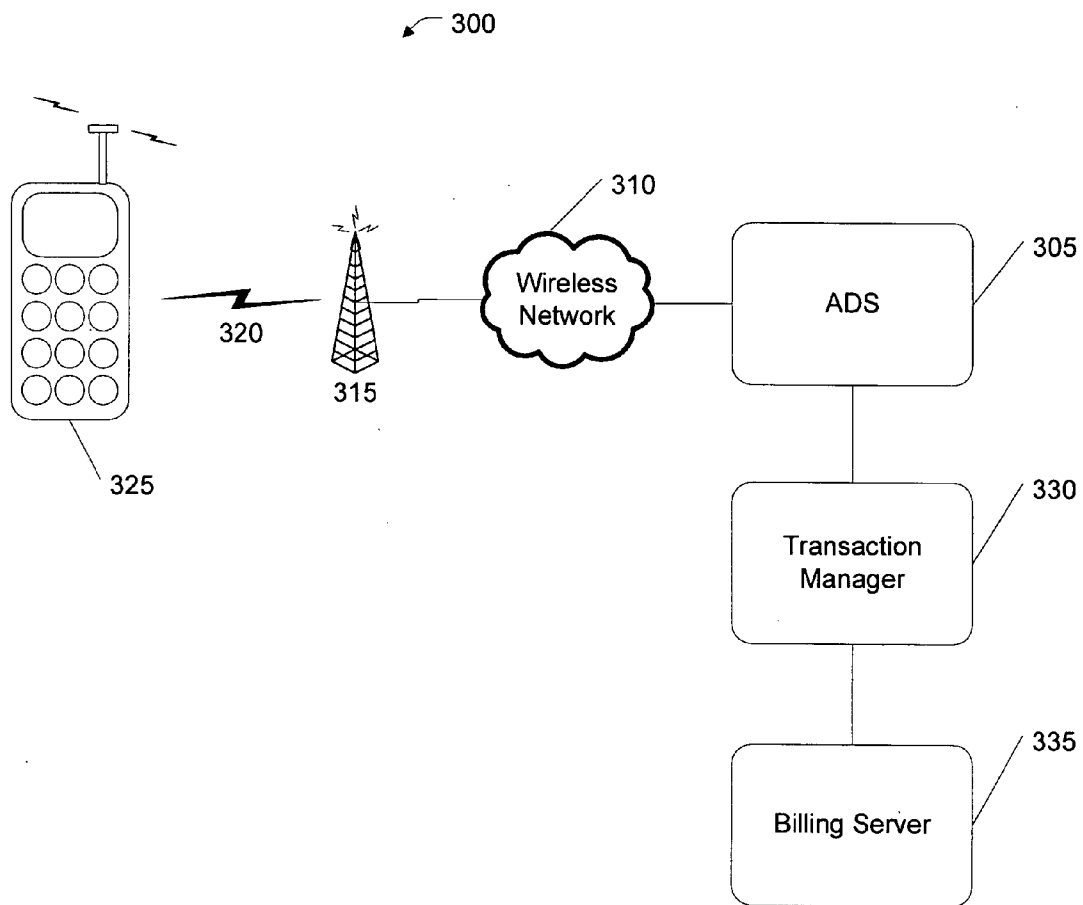 300
310
Wireless
Network
305
ADS
320
315
325
330
Transaction
Manager
335
Billing Server